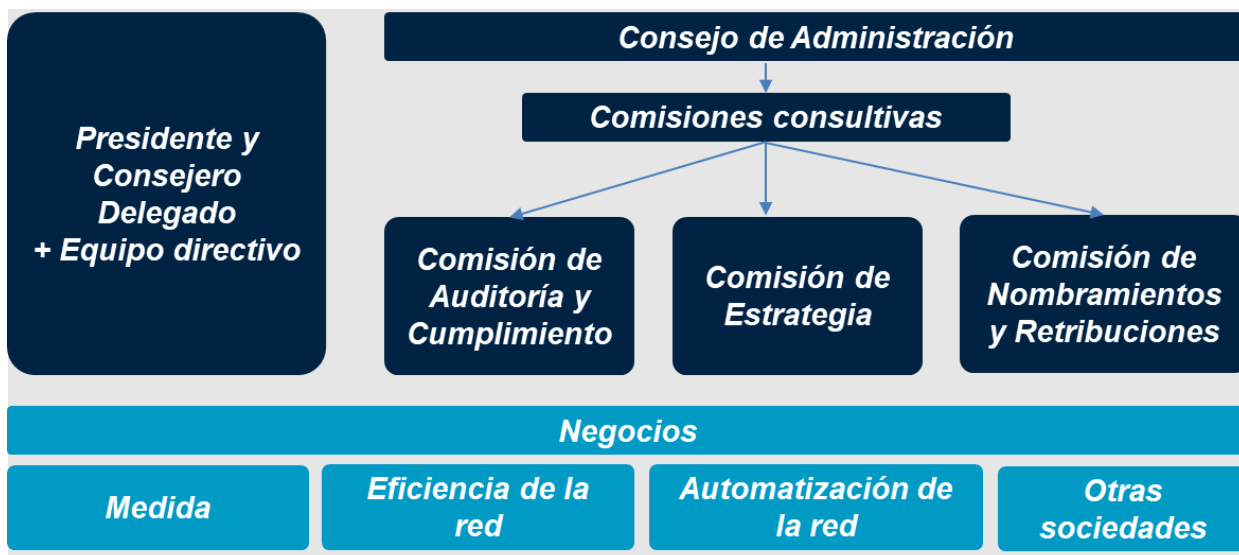 Presidente y
Consejero
Delegado
+ Equipo directivo
Consejo de Administración
Comisiones consultivas
Comisión de
Auditoría y
Cumplimiento
Comisión de
Estrategia
Comisión de
Nombramientos
y Retribuciones
Negocios
Medida
Eficiencia de la
red
Automatización de
la red
Otras
sociedades